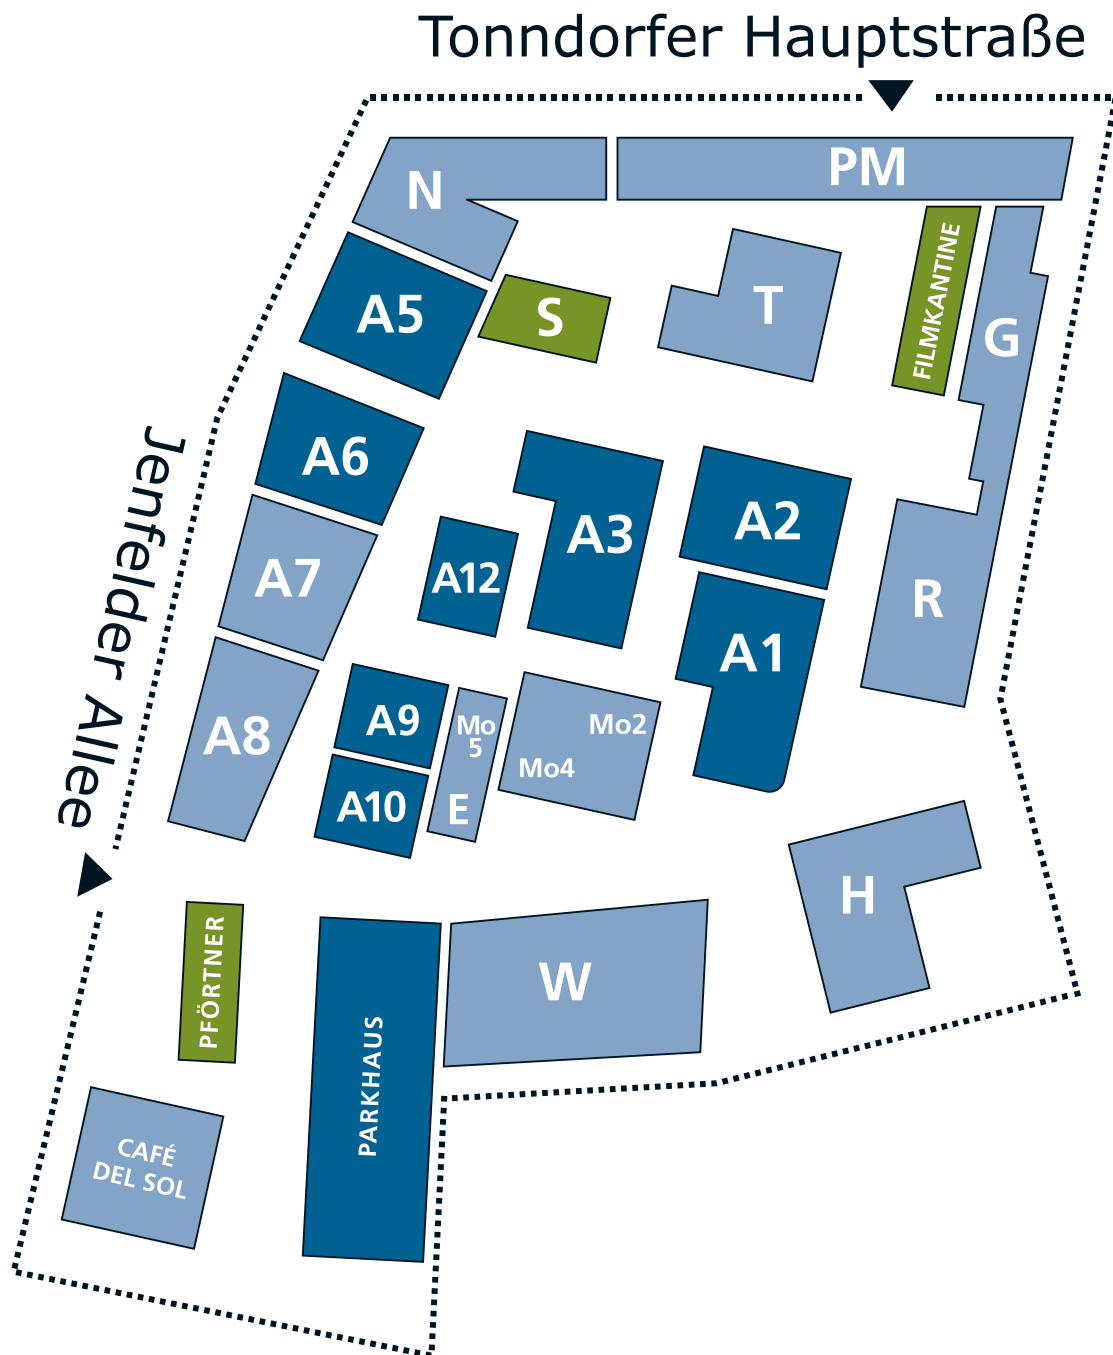 Tonndorfer Hauptstraße
PM
N
FILMKANTINE
A5
S
T
G
Jenfelder Allee
A6
A3
A2
A7
A12
R
A1
A8
A9
Mo
5
Mo2
Mo4
A10
E
H
PFÖRTNER
W
PARKHAUS
CAFÉ
DEL SOL